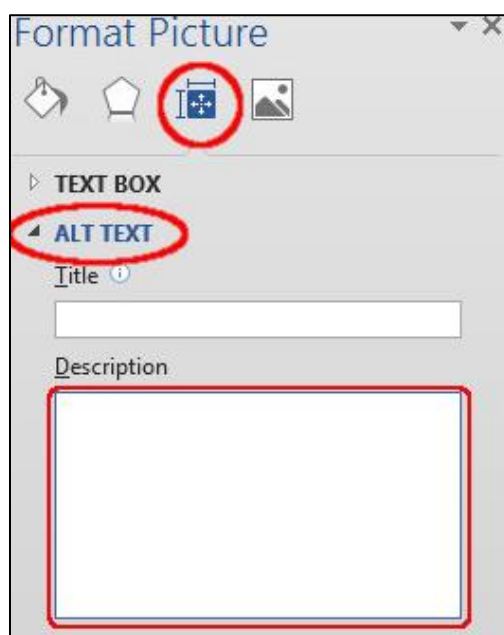 Format Picture
TEXT BOX
ALT TEXT
Title
Description